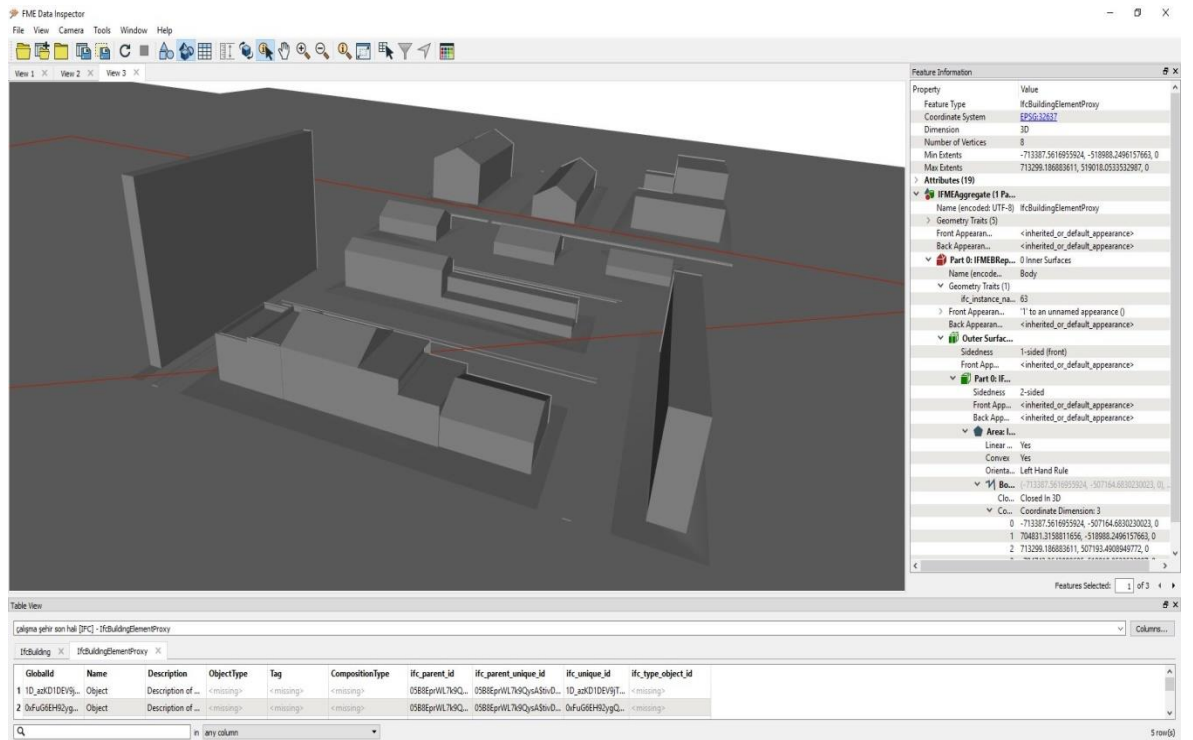 FME Data Inspector
File View Camera Tools Window Help
View 1 View 2 View 3
Feature Information
Property Value
Feature Type IfcBuildingElementProxy
Coordinate System EPSG:32637
Dimension 3D
Number of Vertices 8
Min Extents -713387.5616955924, -518988.2496157663, 0
Max Extents 713299.186883611, 519018.0533532987, 0
Attributes (19)
IFMEAggregate (1 Pa...
Name (encoded: UTF-8) IfcBuildingElementProxy
Geometry Traits (5)
Front Appearan... <inherited_or_default_appearance>
Back Appearan... <inherited_or_default_appearance>
Part 0: IFMEBRep... 0 Inner Surfaces
Name (encode... Body
Geometry Traits (1)
ifc_instance_na... 63
Front Appearan... '1' to an unnamed appearance ()
Back Appearan... <inherited_or_default_appearance>
Outer Surfac...
Sidedness 1-sided (front)
Front App... <inherited_or_default_appearance>
Part 0: IF...
Sidedness 2-sided
Front App... <inherited_or_default_appearance>
Back App... <inherited_or_default_appearance>
Area: I...
Linear ... Yes
Convex Yes
Orienta... Left Hand Rule
Bo... (-713387.5616955924, -507164.6830230023, 0), ...
Clo... Closed In 3D
Co... Coordinate Dimension: 3
0 -713387.5616955924, -507164.6830230023, 0
1 704831.3158811656, -518988.2496157663, 0
2 713299.186883611, 507193.4908949772, 0
Features Selected: 1 of 3
Table View
çalışma şehir son hali [IFC] - IfcBuildingElementProxy
Columns...
IfcBuilding IfcBuildingElementProxy
GlobalId Name Description ObjectType Tag CompositionType ifc_parent_id ifc_parent_unique_id ifc_unique_id ifc_type_object_id
1 1D_azKD1DEV9j... Object Description of ... <missing> <missing> <missing> 05B8EprWL7k9Q... 05B8EprWL7k9QysA$tivD... 1D_azKD1DEV9jT... <missing>
2 0xFuG6EH92yg... Object Description of ... <missing> <missing> <missing> 05B8EprWL7k9Q... 05B8EprWL7k9QysA$tivD... 0xFuG6EH92ygQ... <missing>
in any column
5 row(s)